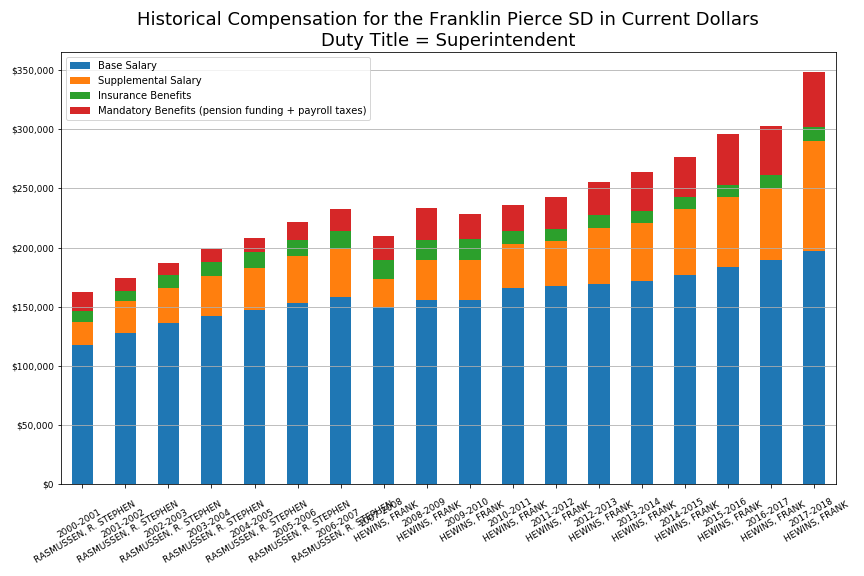 Historical Compensation for the Franklin Pierce SD in Current Dollars
Duty Title = Superintendent
Base Salary
Supplemental Salary
Insurance Benefits
Mandatory Benefits (pension funding + payroll taxes)
$350,000
$300,000
$250,000
$200,000
$150,000
$100,000
$50,000
$0
2000-2001
RASMUSSEN, R. STEPHEN
2001-2002
RASMUSSEN, R. STEPHEN
2002-2003
RASMUSSEN, R. STEPHEN
2003-2004
RASMUSSEN, R. STEPHEN
2004-2005
RASMUSSEN, R. STEPHEN
2005-2006
RASMUSSEN, R. STEPHEN
2006-2007
RASMUSSEN, R. STEPHEN
2007-2008
HEWINS, FRANK
2008-2009
HEWINS, FRANK
2009-2010
HEWINS, FRANK
2010-2011
HEWINS, FRANK
2011-2012
HEWINS, FRANK
2012-2013
HEWINS, FRANK
2013-2014
HEWINS, FRANK
2014-2015
HEWINS, FRANK
2015-2016
HEWINS, FRANK
2016-2017
HEWINS, FRANK
2017-2018
HEWINS, FRANK